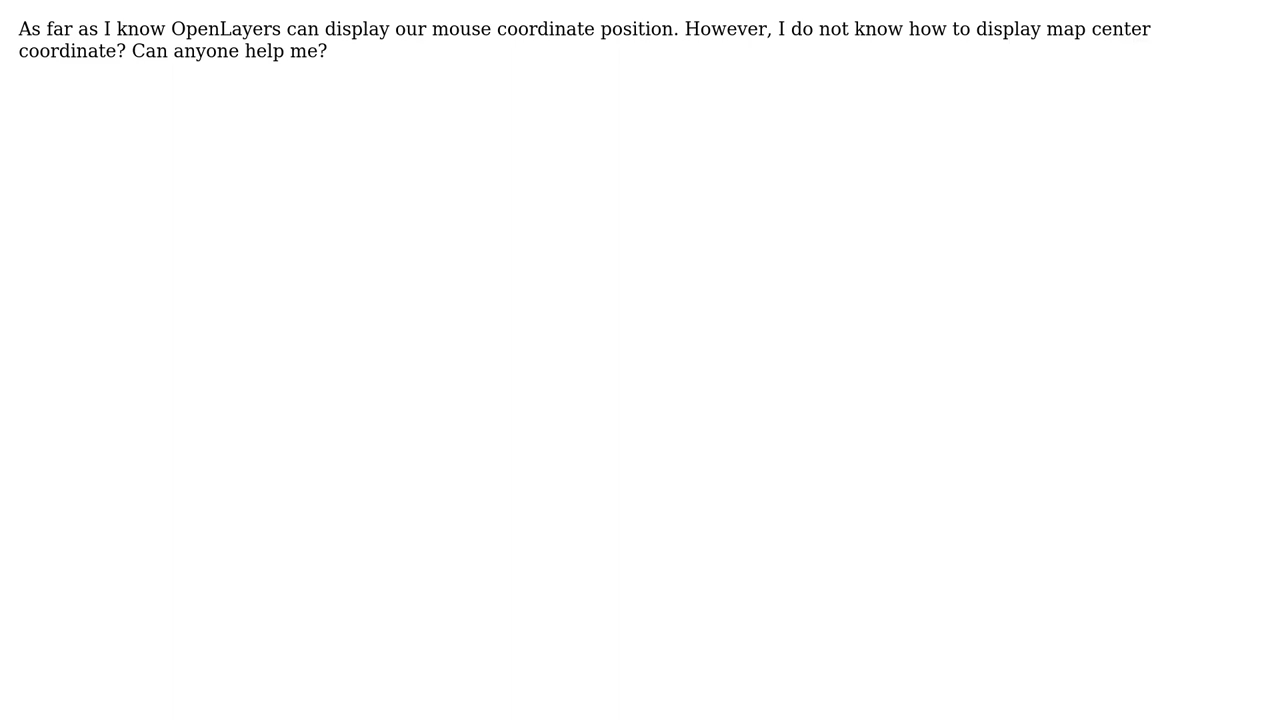 As far as I know OpenLayers can display our mouse coordinate position. However, I do not know how to display map center
coordinate? Can anyone help me?